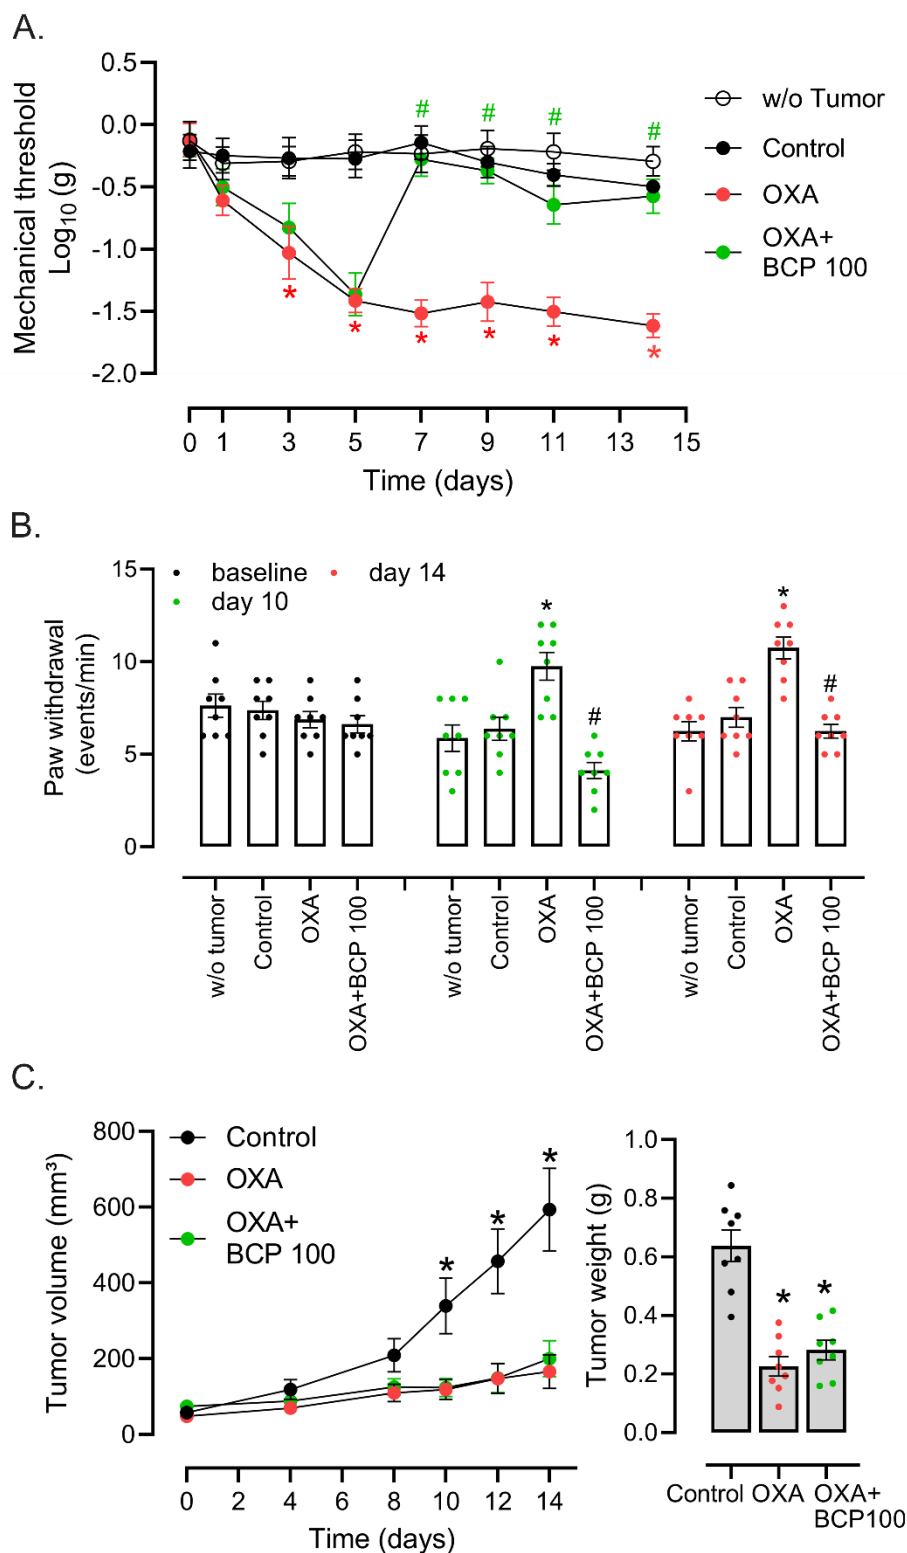 A.
Mechanical threshold
Log₁₀ (g)
0.5
0.0
-0.5
-1.0
-1.5
-2.0
# # # #
* * * * * *
w/o Tumor
Control
OXA
OXA+
BCP 100
0 1 3 5 7 9 11 13 15
Time (days)
B.
Paw withdrawal
(events/min)
15
10
5
0
baseline
day 14
day 10
*
#
*
#
w/o tumor
Control
OXA
OXA+BCP 100
w/o tumor
Control
OXA
OXA+BCP 100
w/o tumor
Control
OXA
OXA+BCP 100
C.
Tumor volume (mm³)
800
600
400
200
0
Control
OXA
OXA+
BCP 100
* * *
0 2 4 6 8 10 12 14
Time (days)
Tumor weight (g)
1.0
0.8
0.6
0.4
0.2
0.0
* *
Control OXA OXA+
BCP100